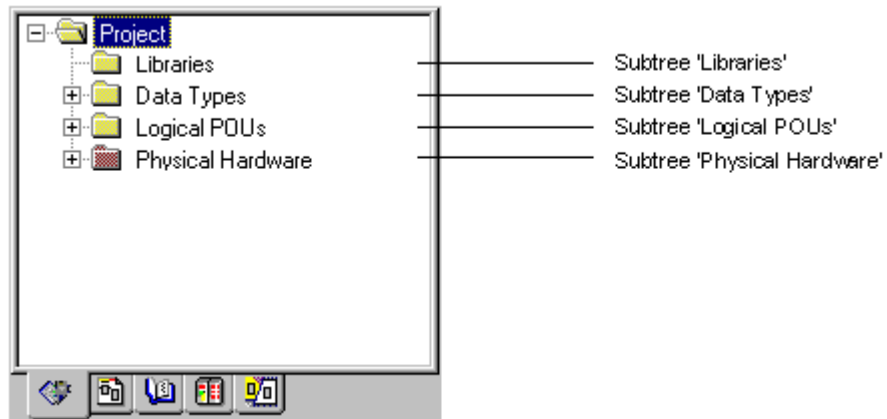 Project
Libraries
Subtree 'Libraries'
Data Types
Subtree 'Data Types'
Logical POUs
Subtree 'Logical POUs'
Physical Hardware
Subtree 'Physical Hardware'